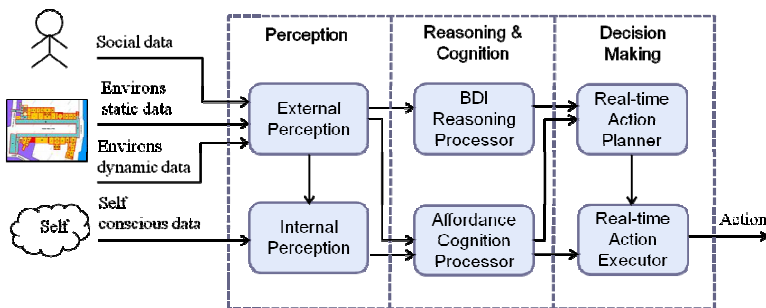 Perception
Reasoning &
Cognition
Decision
Making
Social data
Environs
static data
Environs
dynamic data
Self
conscious data
Self
External
Perception
Internal
Perception
BDI
Reasoning
Processor
Affordance
Cognition
Processor
Real-time
Action
Planner
Real-time
Action
Executor
Action